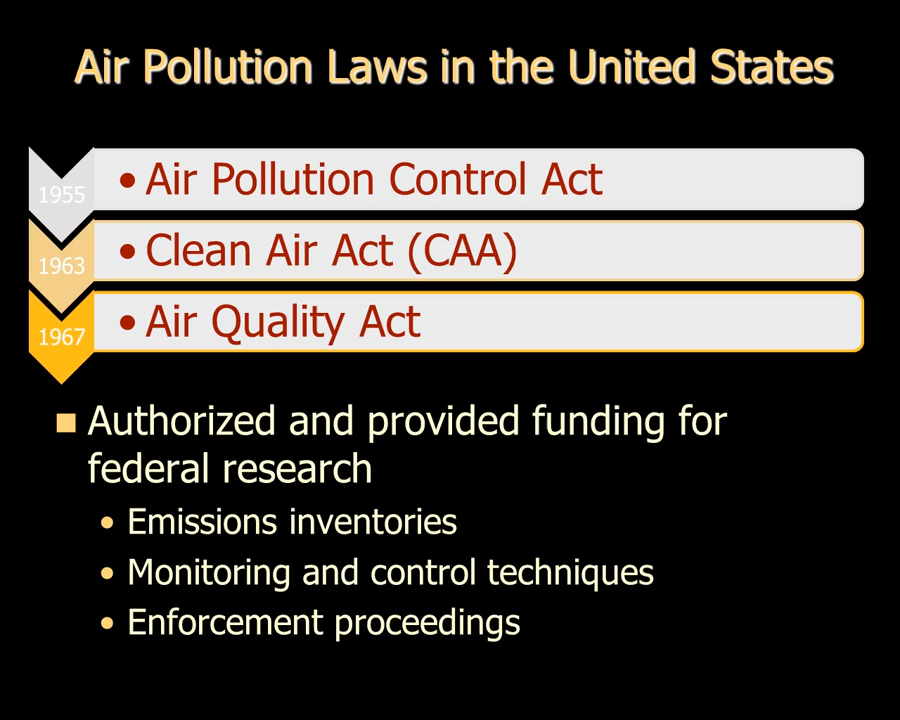 Air Pollution Laws in the United States
1955
• Air Pollution Control Act
1963
• Clean Air Act (CAA)
1967
• Air Quality Act
■ Authorized and provided funding for
federal research
• Emissions inventories
• Monitoring and control techniques
• Enforcement proceedings